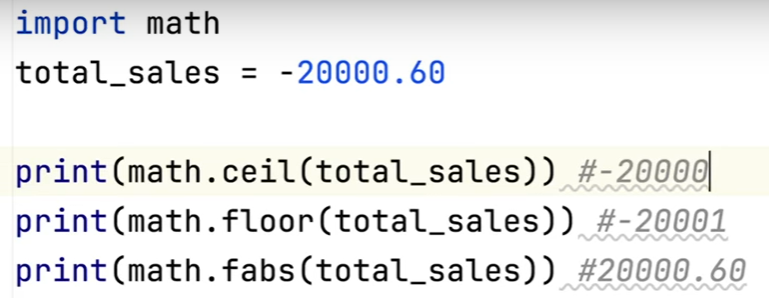 import math
total_sales = -20000.60
print(math.ceil(total_sales)) #-20000
print(math.floor(total_sales)) #-20001
print(math.fabs(total_sales)) #20000.60